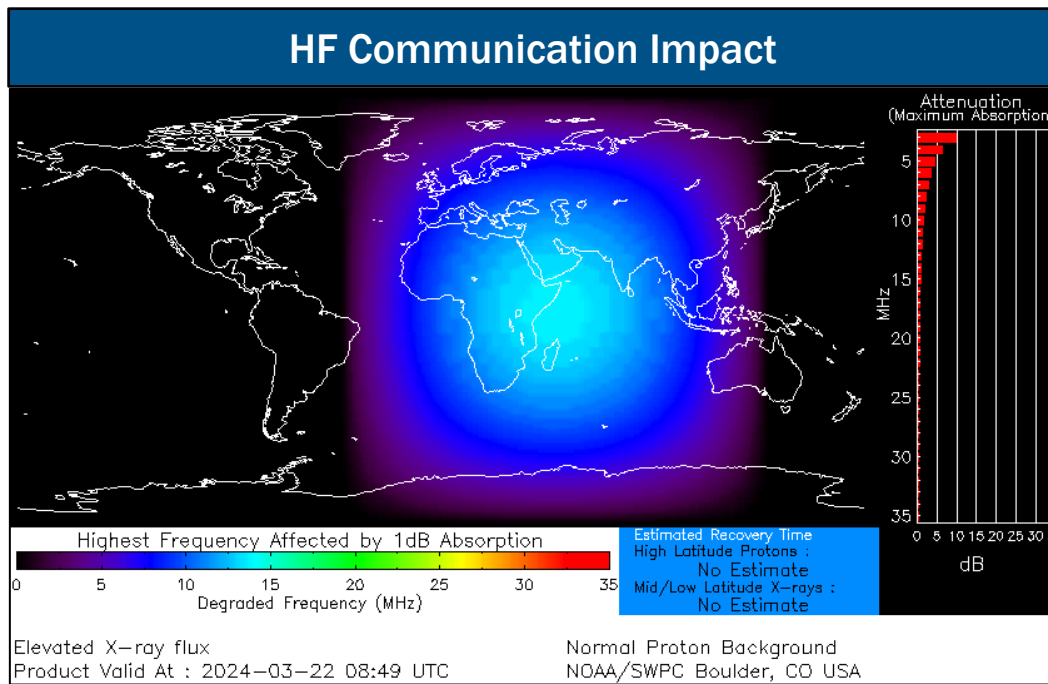 HF Communication Impact
Attenuation
(Maximum Absorption)
5
10
15
20
25
30
35
MHz
0 5 10 15 20 25 30
dB
Highest Frequency Affected by 1dB Absorption
0 5 10 15 20 25 30 35
Degraded Frequency (MHz)
Estimated Recovery Time
High Latitude Protons :
No Estimate
Mid/Low Latitude X-rays :
No Estimate
Elevated X-ray flux
Product Valid At : 2024-03-22 08:49 UTC
Normal Proton Background
NOAA/SWPC Boulder, CO USA